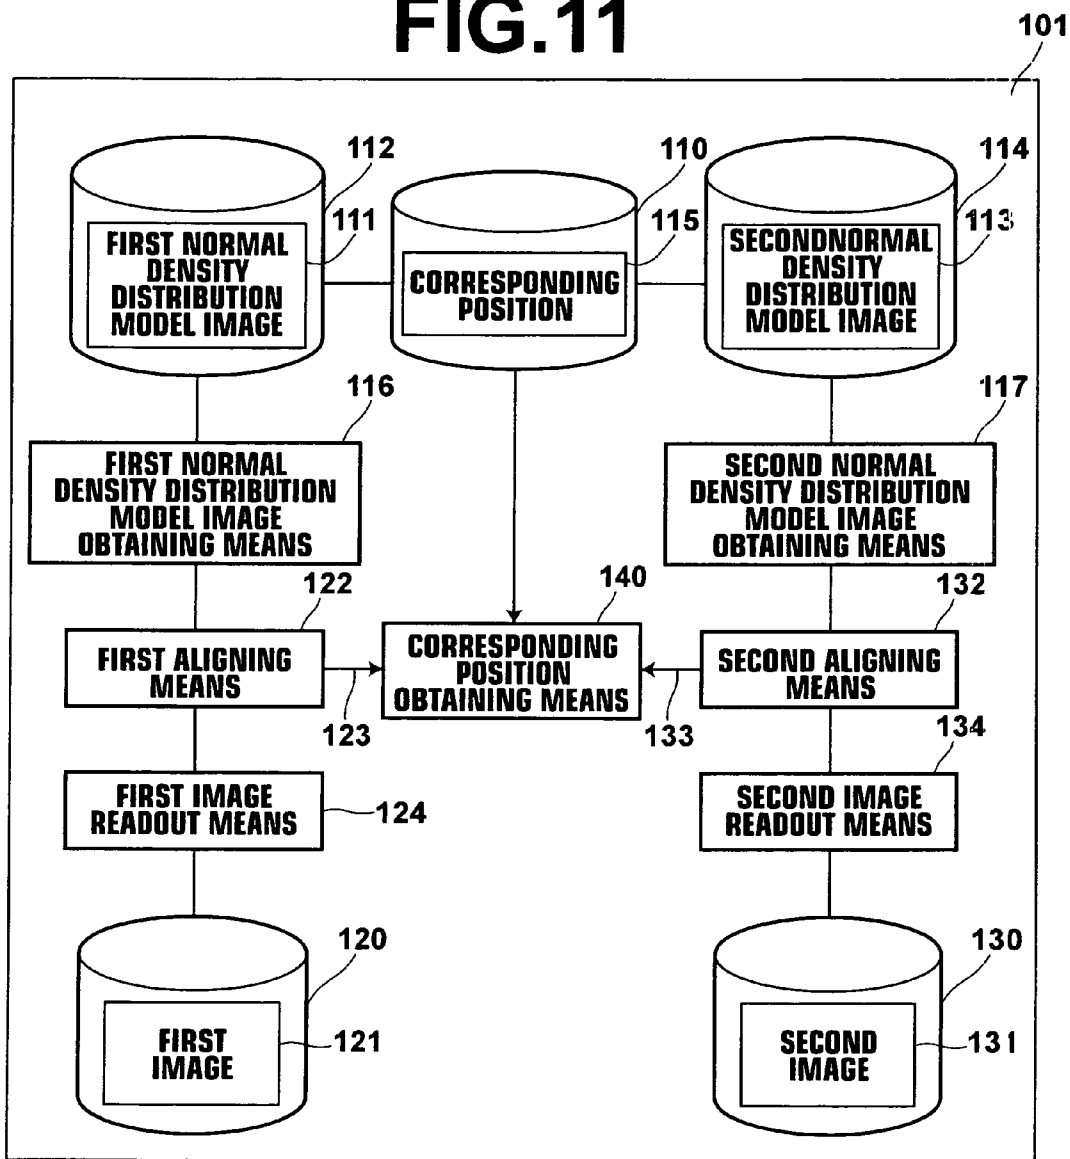 FIG.11
101
112
110
114
111
115
113
FIRST NORMAL
DENSITY
DISTRIBUTION
MODEL IMAGE
CORRESPONDING
POSITION
SECONDNORMAL
DENSITY
DISTRIBUTION
MODEL IMAGE
116
117
FIRST NORMAL
DENSITY DISTRIBUTION
MODEL IMAGE
OBTAINING MEANS
SECOND NORMAL
DENSITY DISTRIBUTION
MODEL IMAGE
OBTAINING MEANS
122
140
132
FIRST ALIGNING
MEANS
CORRESPONDING
POSITION
OBTAINING MEANS
SECOND ALIGNING
MEANS
123
133
134
FIRST IMAGE
READOUT MEANS
124
SECOND IMAGE
READOUT MEANS
120
130
FIRST
IMAGE
121
SECOND
IMAGE
131